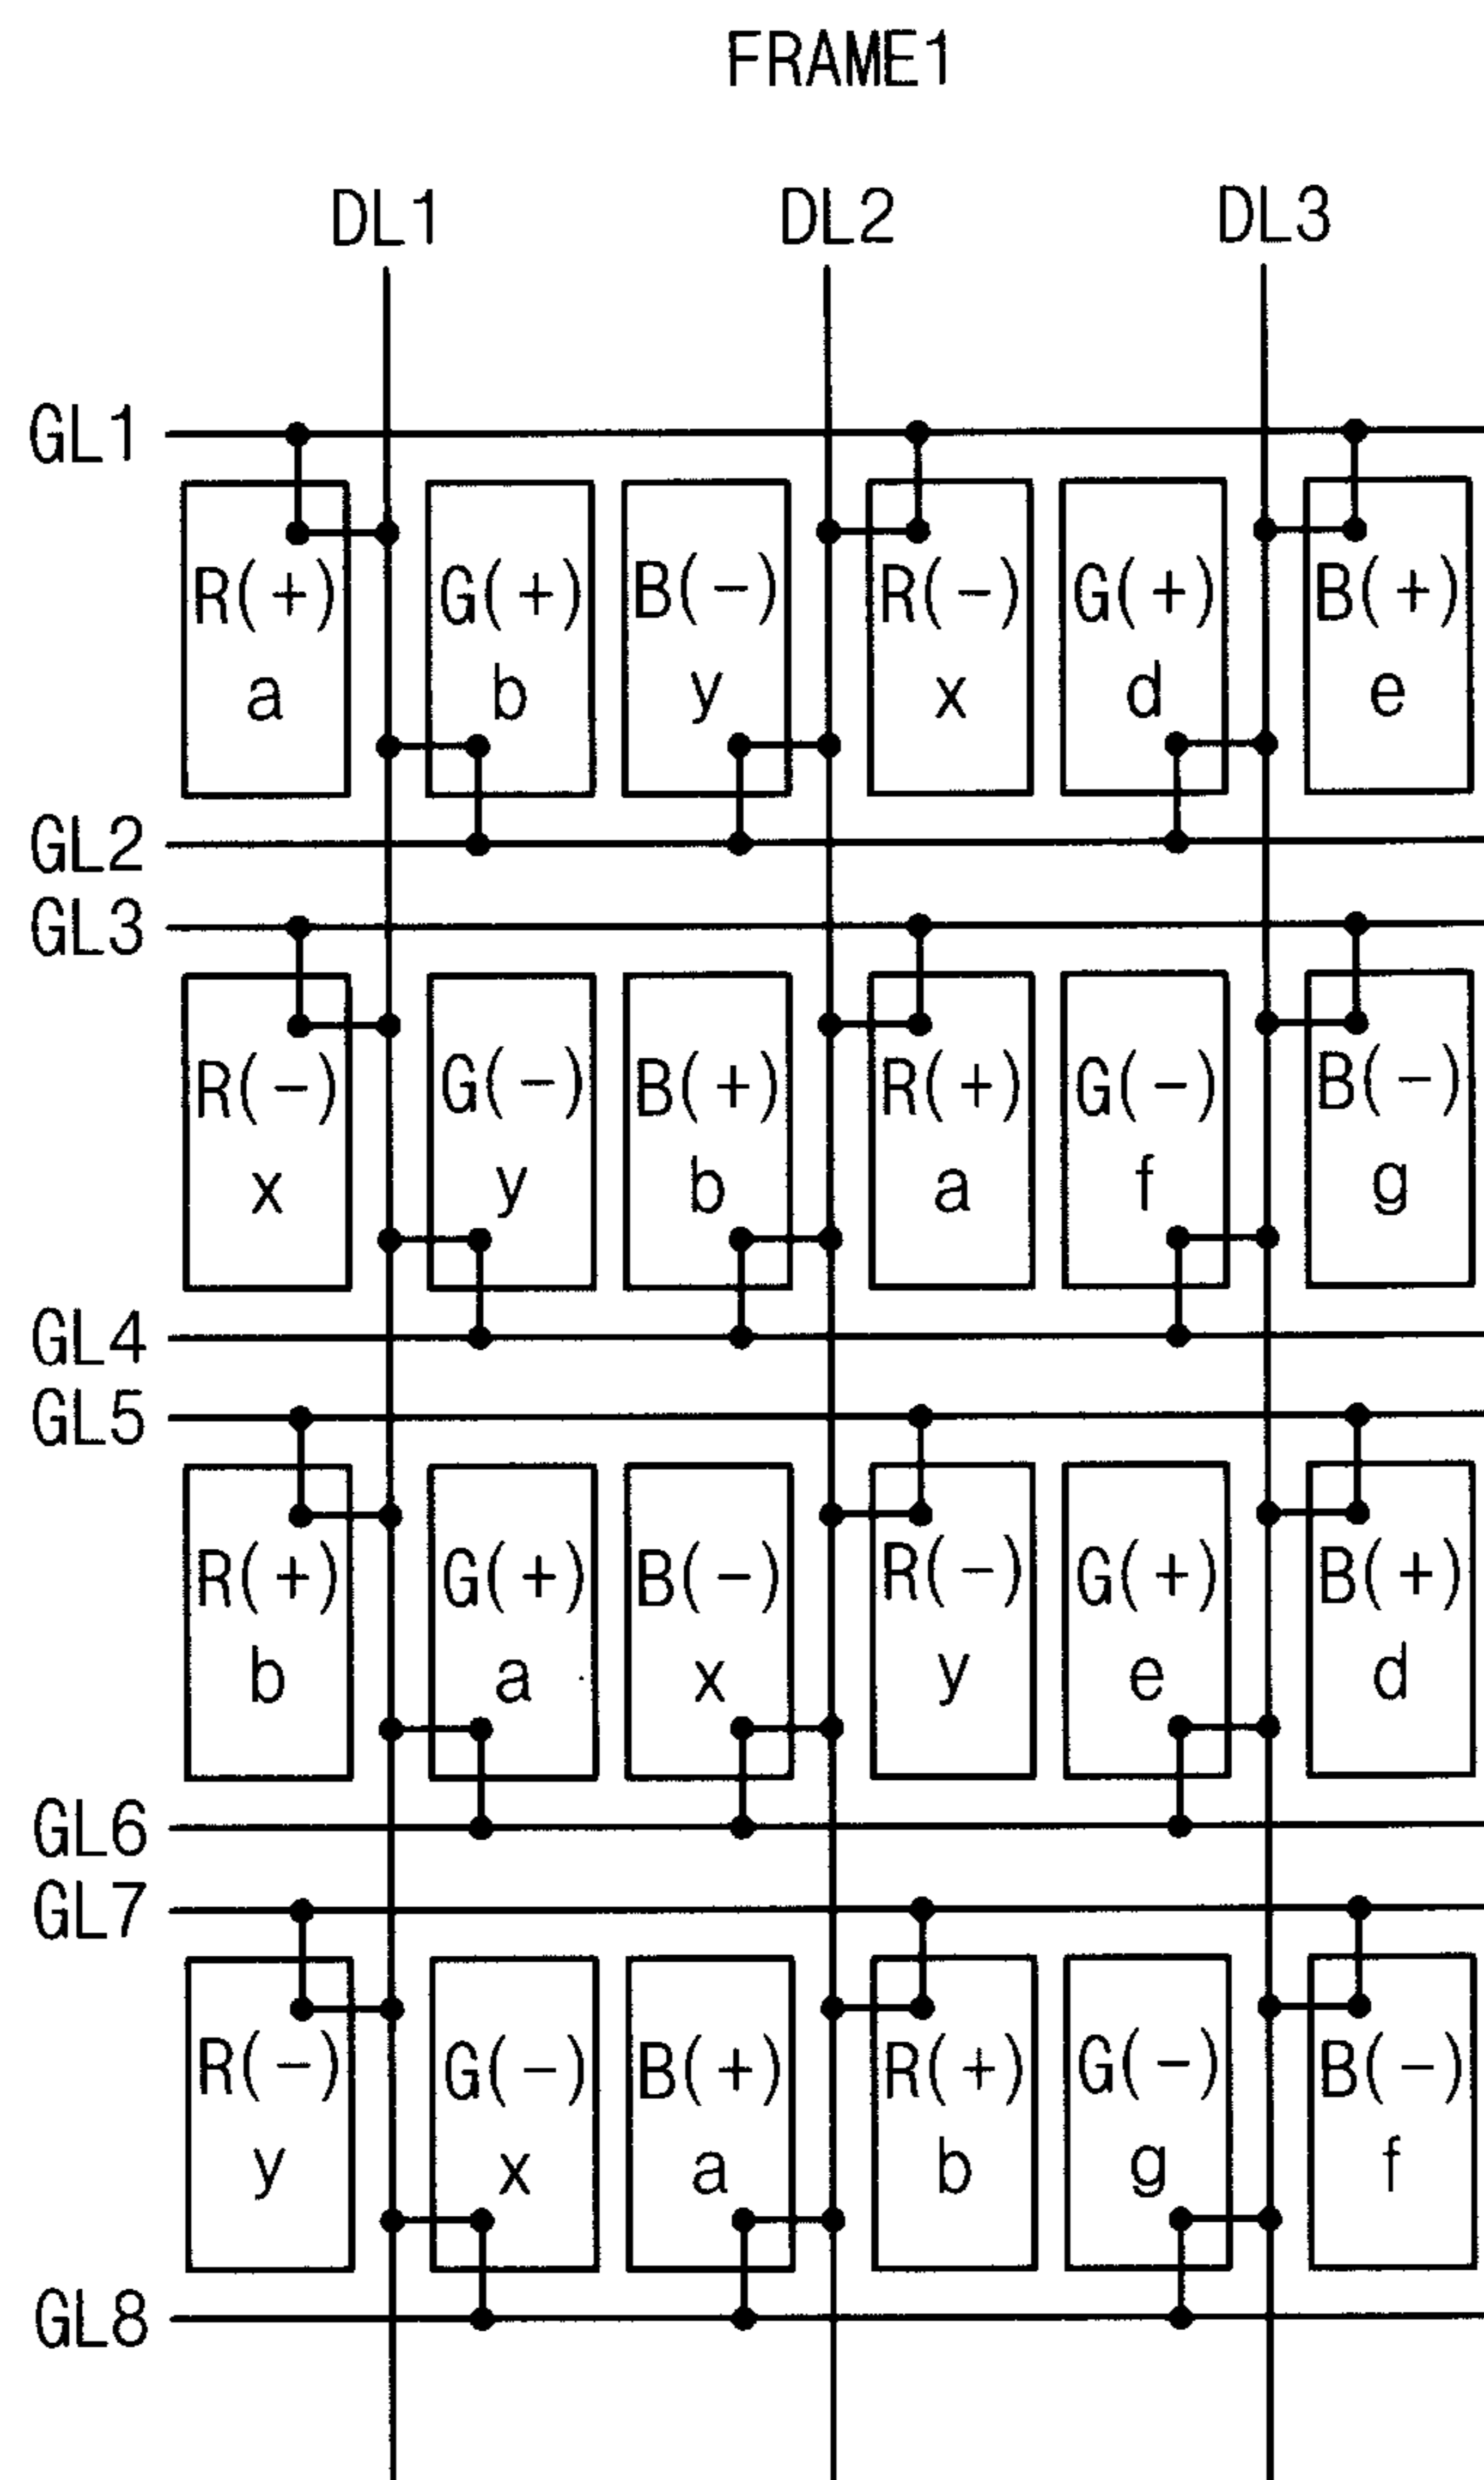 FRAME1
DL1 DL2 DL3
GL1
R(+) G(+) B(-) R(-) G(+) B(+)
a b y x d e
GL2
GL3
R(-) G(-) B(+) R(+) G(-) B(-)
x y b a f g
GL4
GL5
R(+) G(+) B(-) R(-) G(+) B(+)
b a x y e d
GL6
GL7
R(-) G(-) B(+) R(+) G(-) B(-)
y x a b g f
GL8